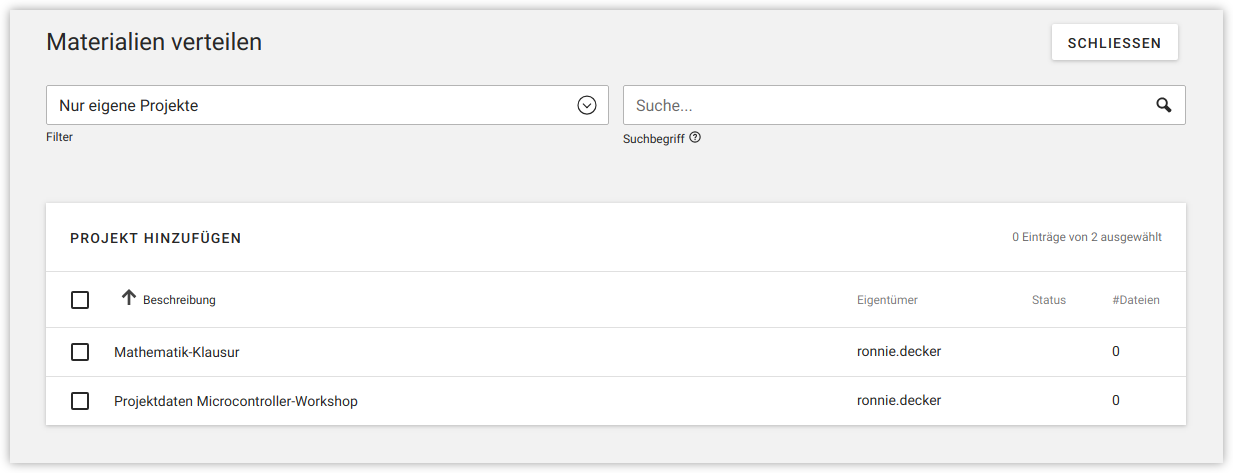 Materialien verteilen
SCHLIESSEN
Nur eigene Projekte
Suche...
Filter
Suchbegriff
PROJEKT HINZUFÜGEN
0 Einträge von 2 ausgewählt
Beschreibung Eigentümer Status #Dateien
Mathematik-Klausur ronnie.decker 0
Projektdaten Microcontroller-Workshop ronnie.decker 0